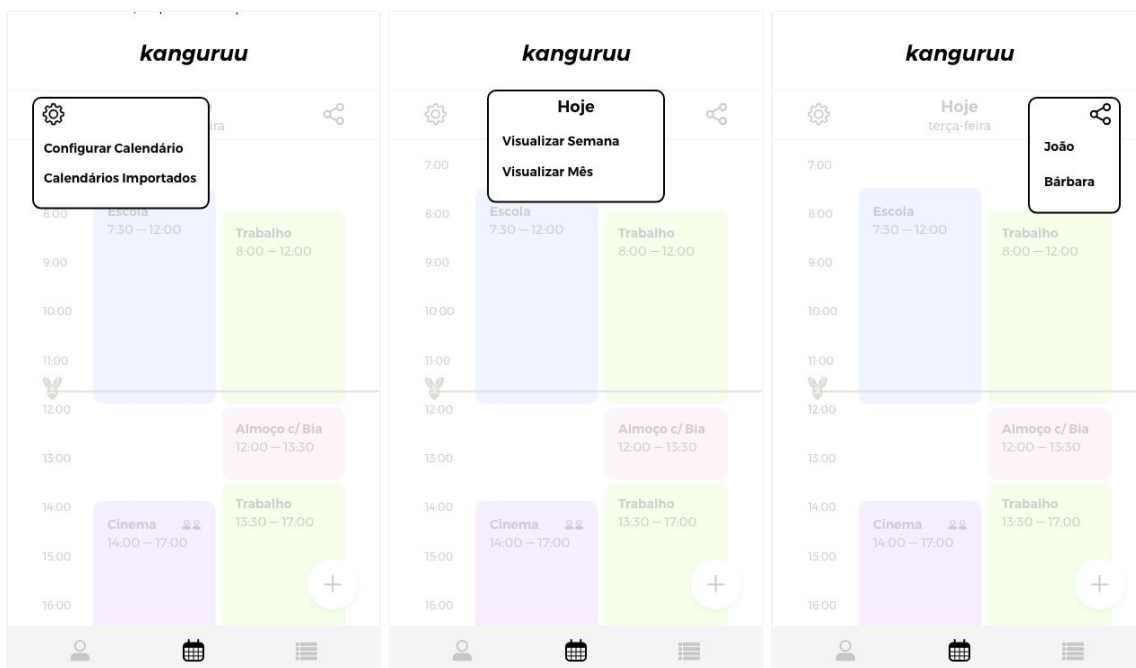 kanguruu
ira
Configurar Calendário
Calendários Importados
8:00
Escola
7:30 — 12:00
Trabalho
8:00 — 12:00
9:00
10:00
11:00
12:00
Almoço c/ Bia
12:00 — 13:30
13:00
14:00
Trabalho
13:30 — 17:00
Cinema
14:00 — 17:00
15:00
16:00
kanguruu
Hoje
Visualizar Semana
Visualizar Mês
7:00
8:00
Escola
7:30 — 12:00
Trabalho
8:00 — 12:00
9:00
10:00
11:00
12:00
Almoço c/ Bia
12:00 — 13:30
13:00
14:00
Trabalho
13:30 — 17:00
Cinema
14:00 — 17:00
15:00
16:00
kanguruu
Hoje
terça-feira
João
Bárbara
7:00
8:00
Escola
7:30 — 12:00
Trabalho
8:00 — 12:00
9:00
10:00
11:00
12:00
Almoço c/ Bia
12:00 — 13:30
13:00
14:00
Trabalho
13:30 — 17:00
Cinema
14:00 — 17:00
15:00
16:00